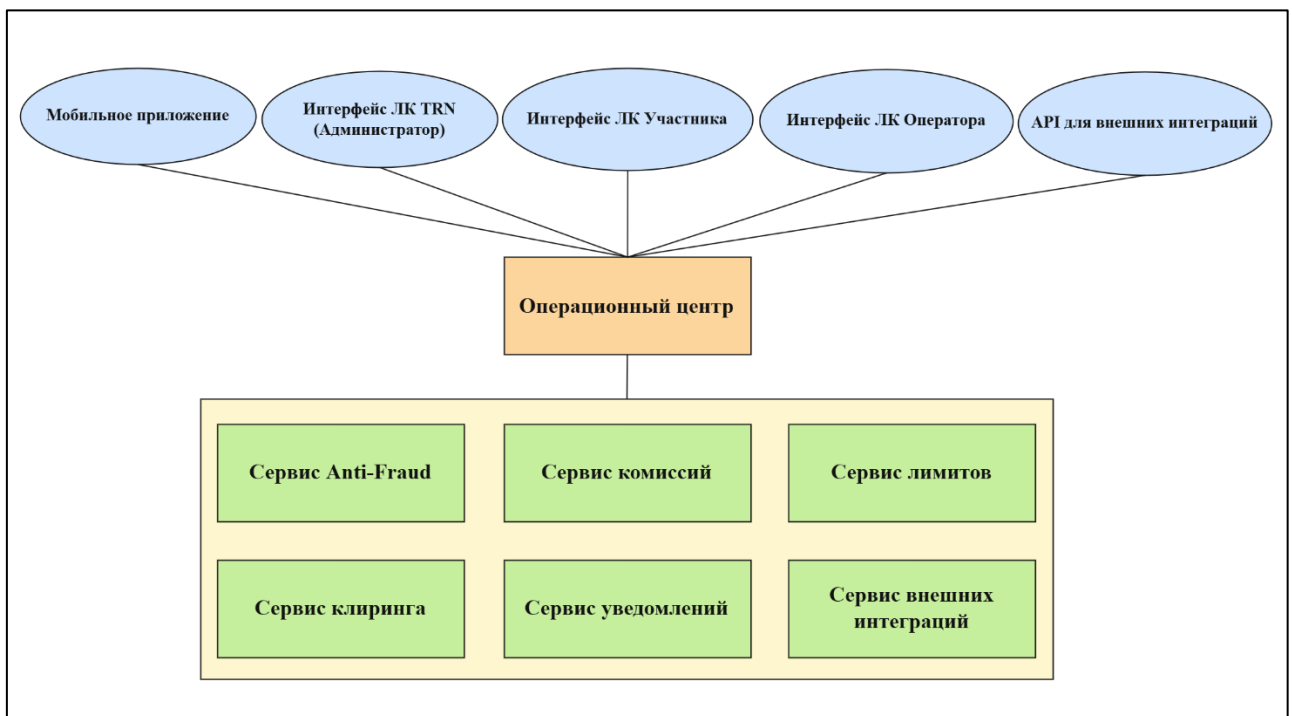 Мобильное приложение
Интерфейс ЛК TRN
(Администратор)
Интерфейс ЛК Участника
Интерфейс ЛК Оператора
API для внешних интеграций
Операционный центр
Сервис Anti-Fraud
Сервис комиссий
Сервис лимитов
Сервис клиринга
Сервис уведомлений
Сервис внешних
интеграций